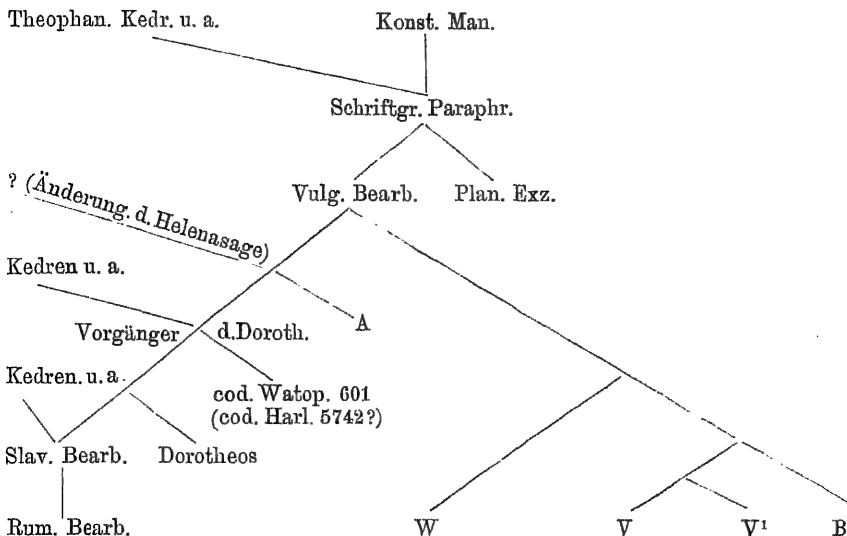 Theophan. Kedr. u. a.
Konst. Man.
Schriftgr. Paraphr.
? (Änderung. d. Helenasage)
Vulg. Bearb.
Plan. Exz.
Kedren u. a.
A
Vorgänger d. Doroth.
Kedren. u. a.
cod. Watop. 601
(cod. Harl. 5742?)
Slav. Bearb.
Dorotheos
Rum. Bearb.
W
V
V¹
B